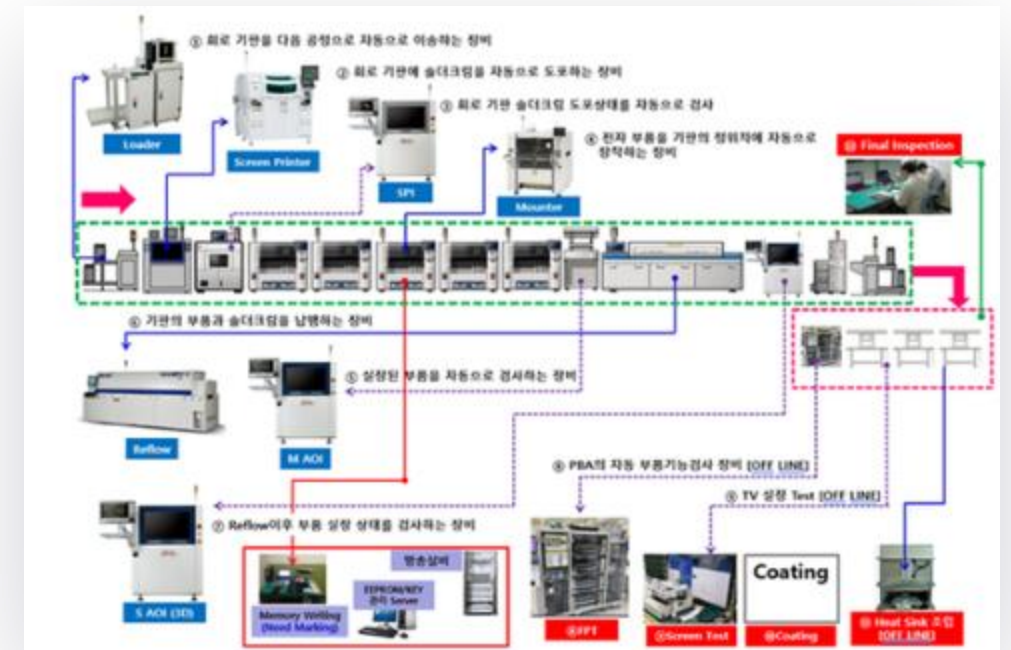 ① 회로 기판을 다음 공정으로 자동으로 이송하는 장비
Loader
② 회로 기판에 솔더크림을 자동으로 도포하는 장비
Screen Printer
③ 회로 기판 솔더크림 도포상태를 자동으로 검사
SPI
④ 전자 부품을 기판의 정위치에 자동으로
장착하는 장비
Mounter
Final Inspection
⑥ 기판의 부품과 솔더크림을 납땜하는 장비
Reflow
⑤ 실장된 부품을 자동으로 검사하는 장비
M AOI
⑦ Reflow이후 부품 실장 상태를 검사하는 장비
S AOI (3D)
방송설비
EEPROM/KEY
관리 Server
Memory Writing
(Need Marking)
⑧ PBA의 자동 부품기능검사 장비 [OFF LINE]
⑧FPT
⑨ TV 실장 Test [OFF LINE]
Screen Test
Coating
⑩Coating
Heat Sink 조립
[OFF LINE]